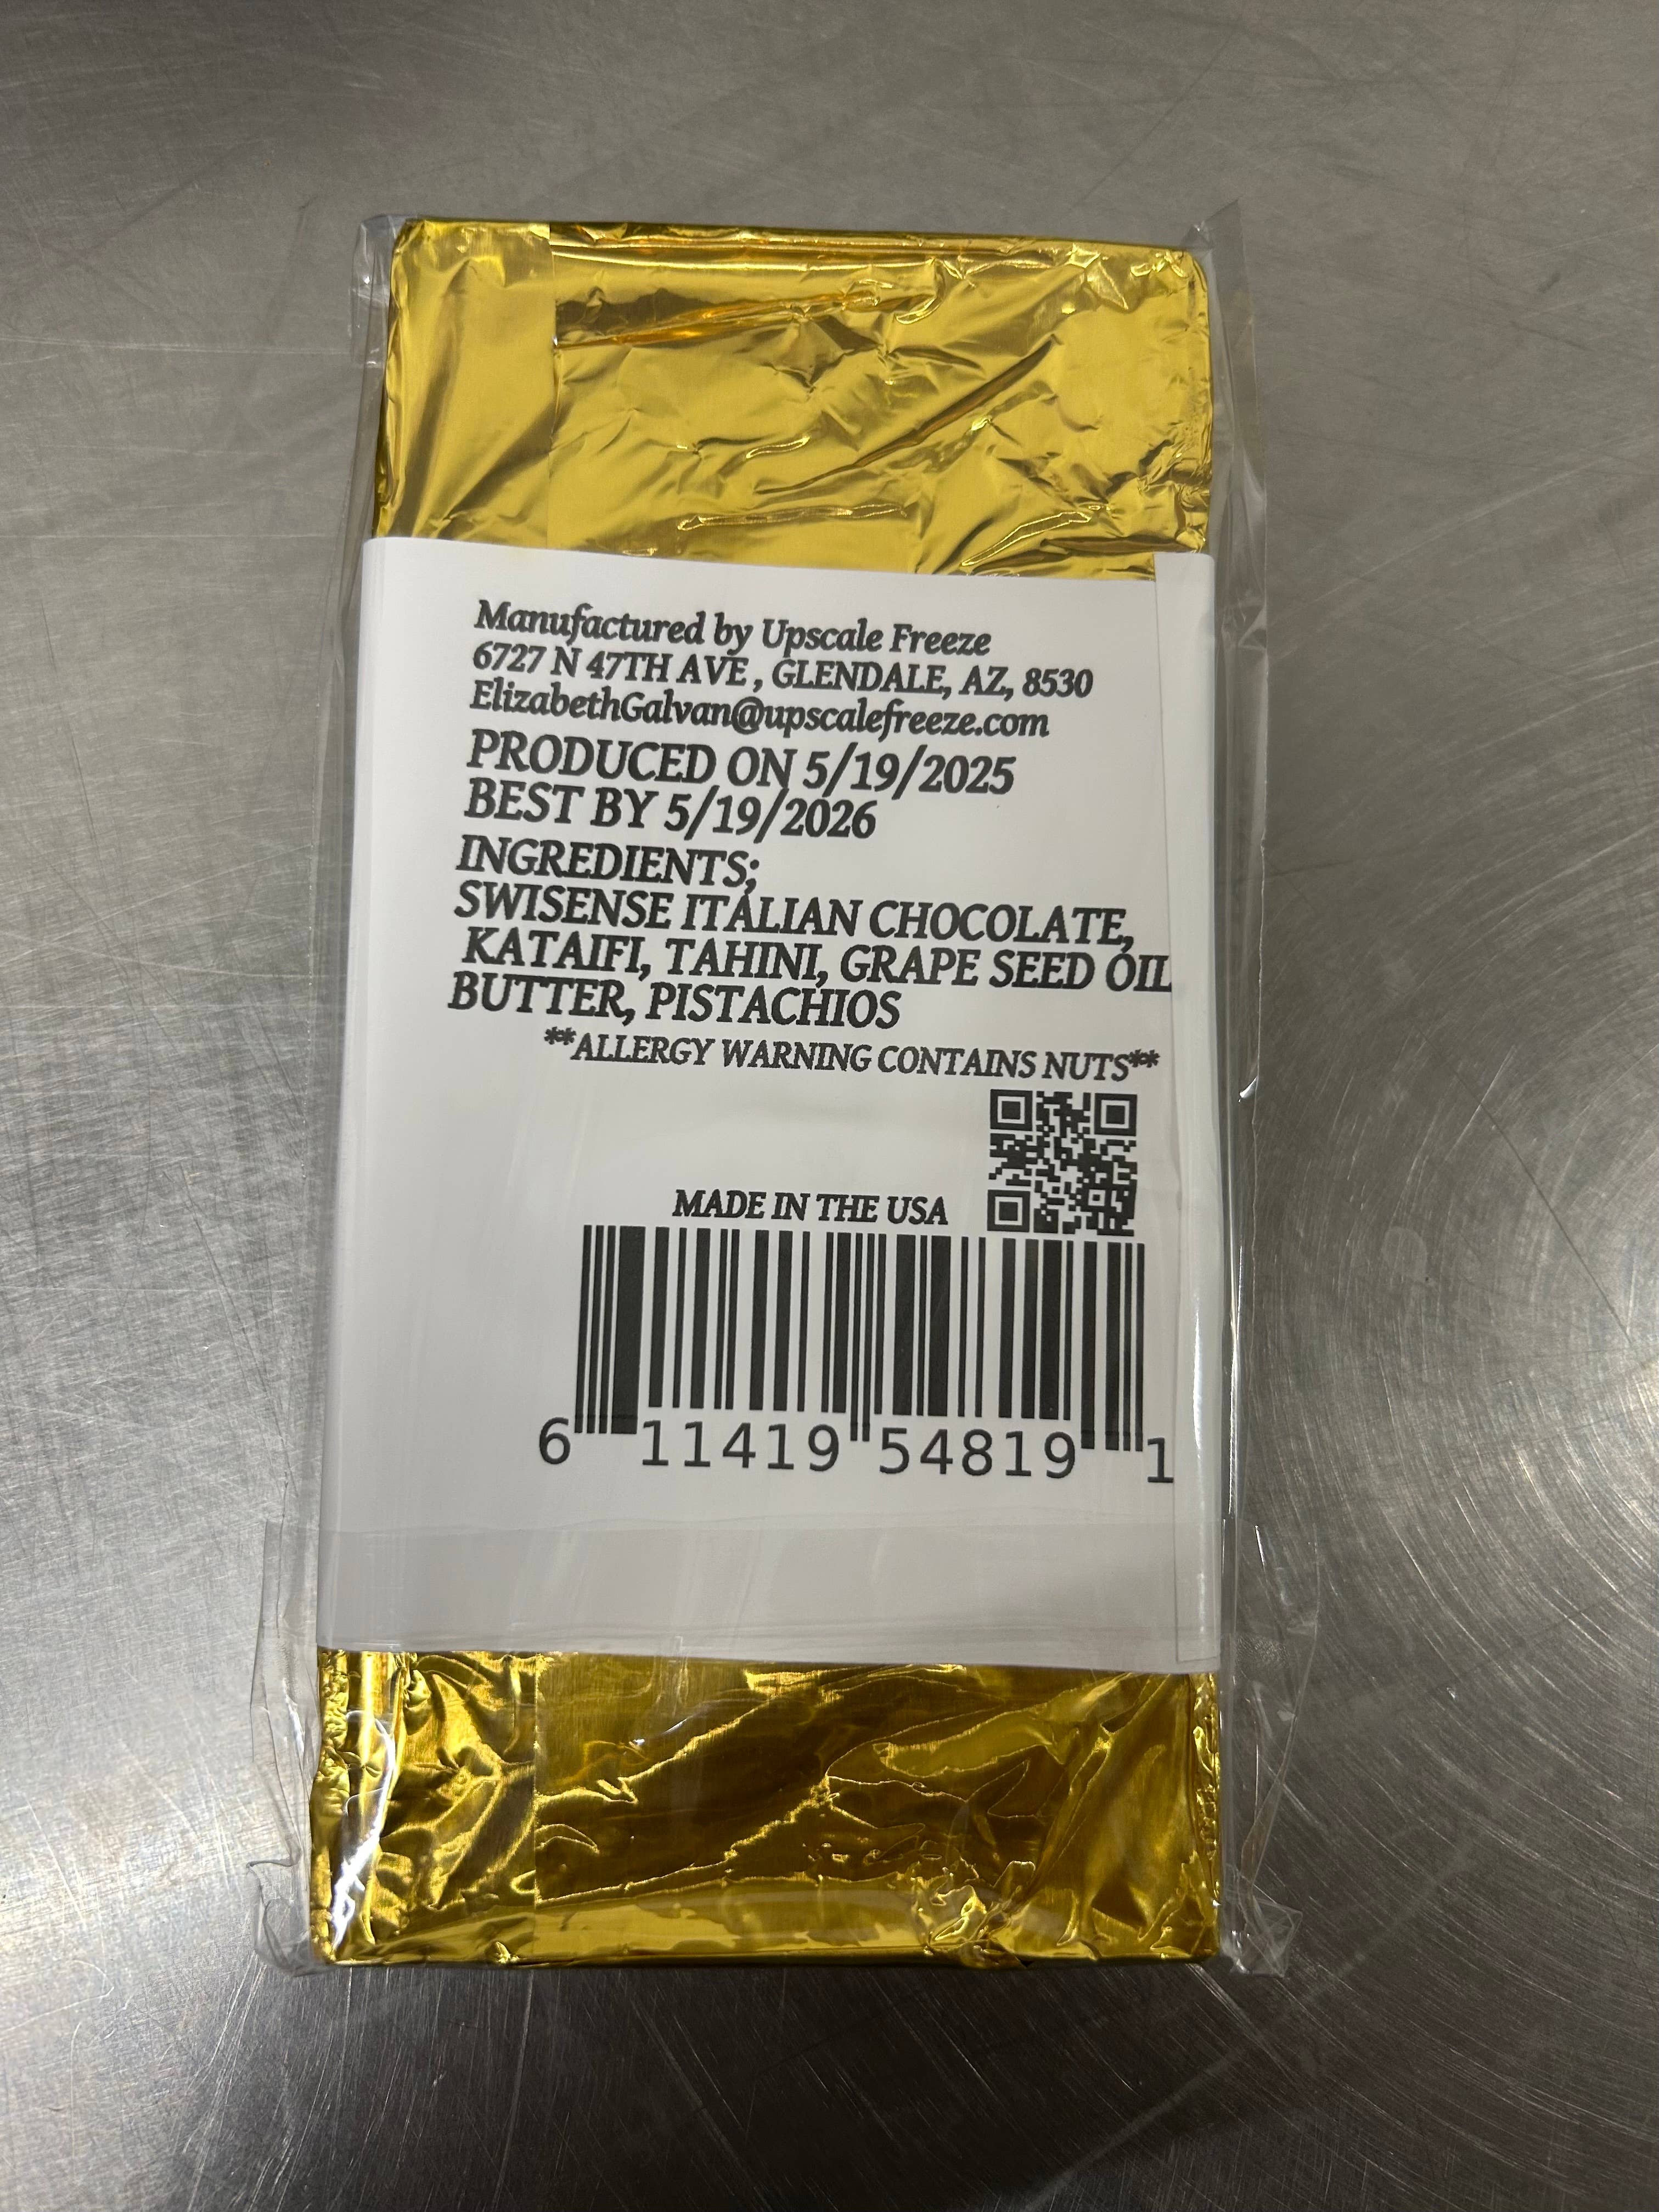 Manufactured by Upscale Freeze
6727 N 47TH AVE , GLENDALE, AZ, 8530
ElizabethGalvan@upscalefreeze.com
PRODUCED ON 5/19/2025
BEST BY 5/19/2026
INGREDIENTS;
SWISENSE ITALIAN CHOCOLATE,
KATAIFI, TAHINI, GRAPE SEED OIL
BUTTER, PISTACHIOS
**ALLERGY WARNING CONTAINS NUTS**
MADE IN THE USA
6 11419 54819 1